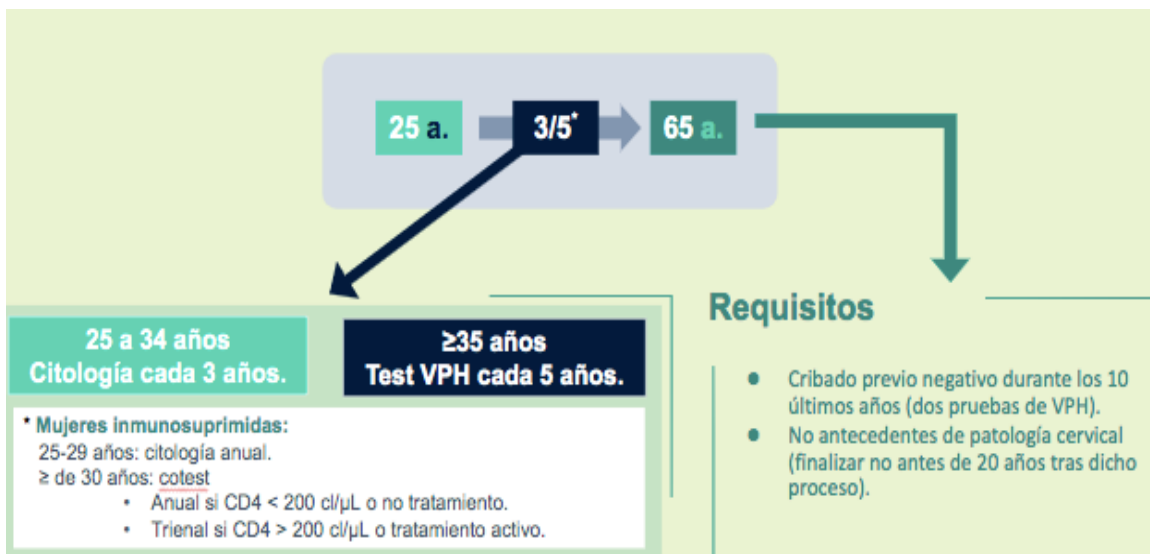 25 a.
3/5*
65 a.
25 a 34 años
Citología cada 3 años.
≥35 años
Test VPH cada 5 años.
* Mujeres inmunosuprimidas:
25-29 años: citología anual.
≥ de 30 años: cotest
• Anual si CD4 < 200 cl/µL o no tratamiento.
• Trienal si CD4 > 200 cl/µL o tratamiento activo.
Requisitos
● Cribado previo negativo durante los 10
últimos años (dos pruebas de VPH).
● No antecedentes de patología cervical
(finalizar no antes de 20 años tras dicho
proceso).